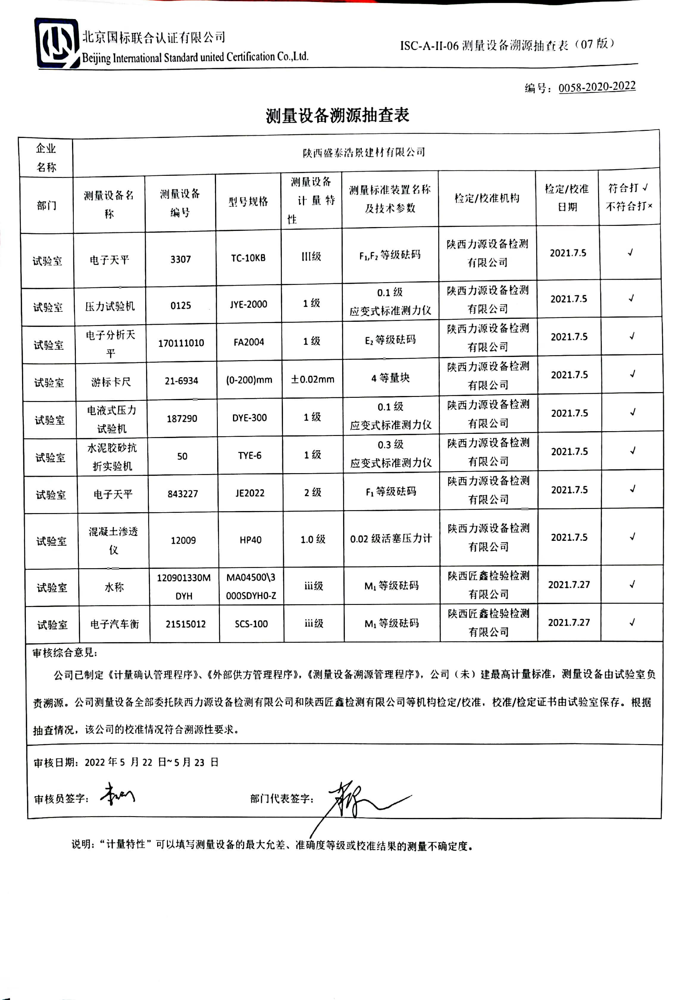 北京国标联合认证有限公司
Beijing International Standard united Certification Co.,Ltd.
ISC-A-II-06 测量设备溯源抽查表（07 版）
编号：0058-2020-2022
测量设备溯源抽查表
企业
名称
陕西盛泰浩景建材有限公司
部门
测量设备名
称
测量设备
编号
型号规格
测量设备
计量特
性
测量标准装置名称
及技术参数
检定/校准机构
检定/校准
日期
符合打√
不符合打×
试验室
电子天平
3307
TC-10KB
III级
F₁,F₂ 等级砝码
陕西力源设备检测
有限公司
2021.7.5
√
试验室
压力试验机
0125
JYE-2000
1 级
0.1 级
应变式标准测力仪
陕西力源设备检测
有限公司
2021.7.5
√
试验室
电子分析天
平
170111010
FA2004
1 级
E₂ 等级砝码
陕西力源设备检测
有限公司
2021.7.5
√
试验室
游标卡尺
21-6934
(0-200)mm
±0.02mm
4 等量块
陕西力源设备检测
有限公司
2021.7.5
√
试验室
电液式压力
试验机
187290
DYE-300
1 级
0.1 级
应变式标准测力仪
陕西力源设备检测
有限公司
2021.7.5
√
试验室
水泥胶砂抗
折实验机
50
TYE-6
1 级
0.3 级
应变式标准测力仪
陕西力源设备检测
有限公司
2021.7.5
√
试验室
电子天平
843227
JE2022
2 级
F₁ 等级砝码
陕西力源设备检测
有限公司
2021.7.5
√
试验室
混凝土渗透
仪
12009
HP40
1.0 级
0.02 级活塞压力计
陕西力源设备检测
有限公司
2021.7.5
√
试验室
水称
120901330M
DYH
MA04500\3
000SDYH0-Z
iii级
M₁ 等级砝码
陕西匠鑫检验检测
有限公司
2021.7.27
√
试验室
电子汽车衡
21515012
SCS-100
iii级
M₁ 等级砝码
陕西匠鑫检验检测
有限公司
2021.7.27
√
审核综合意见：
公司已制定《计量确认管理程序》、《外部供方管理程序》，《测量设备溯源管理程序》，公司（未）建最高计量标准，测量设备由试验室负
责溯源。公司测量设备全部委托陕西力源设备检测有限公司和陕西匠鑫检测有限公司等机构检定/校准，校准/检定证书由试验室保存。根据
抽查情况，该公司的校准情况符合溯源性要求。
审核日期：2022 年 5 月 22 日~ 5 月 23 日
审核员签字：
部门代表签字：
说明：“计量特性”可以填写测量设备的最大允差、准确度等级或校准结果的测量不确定度。